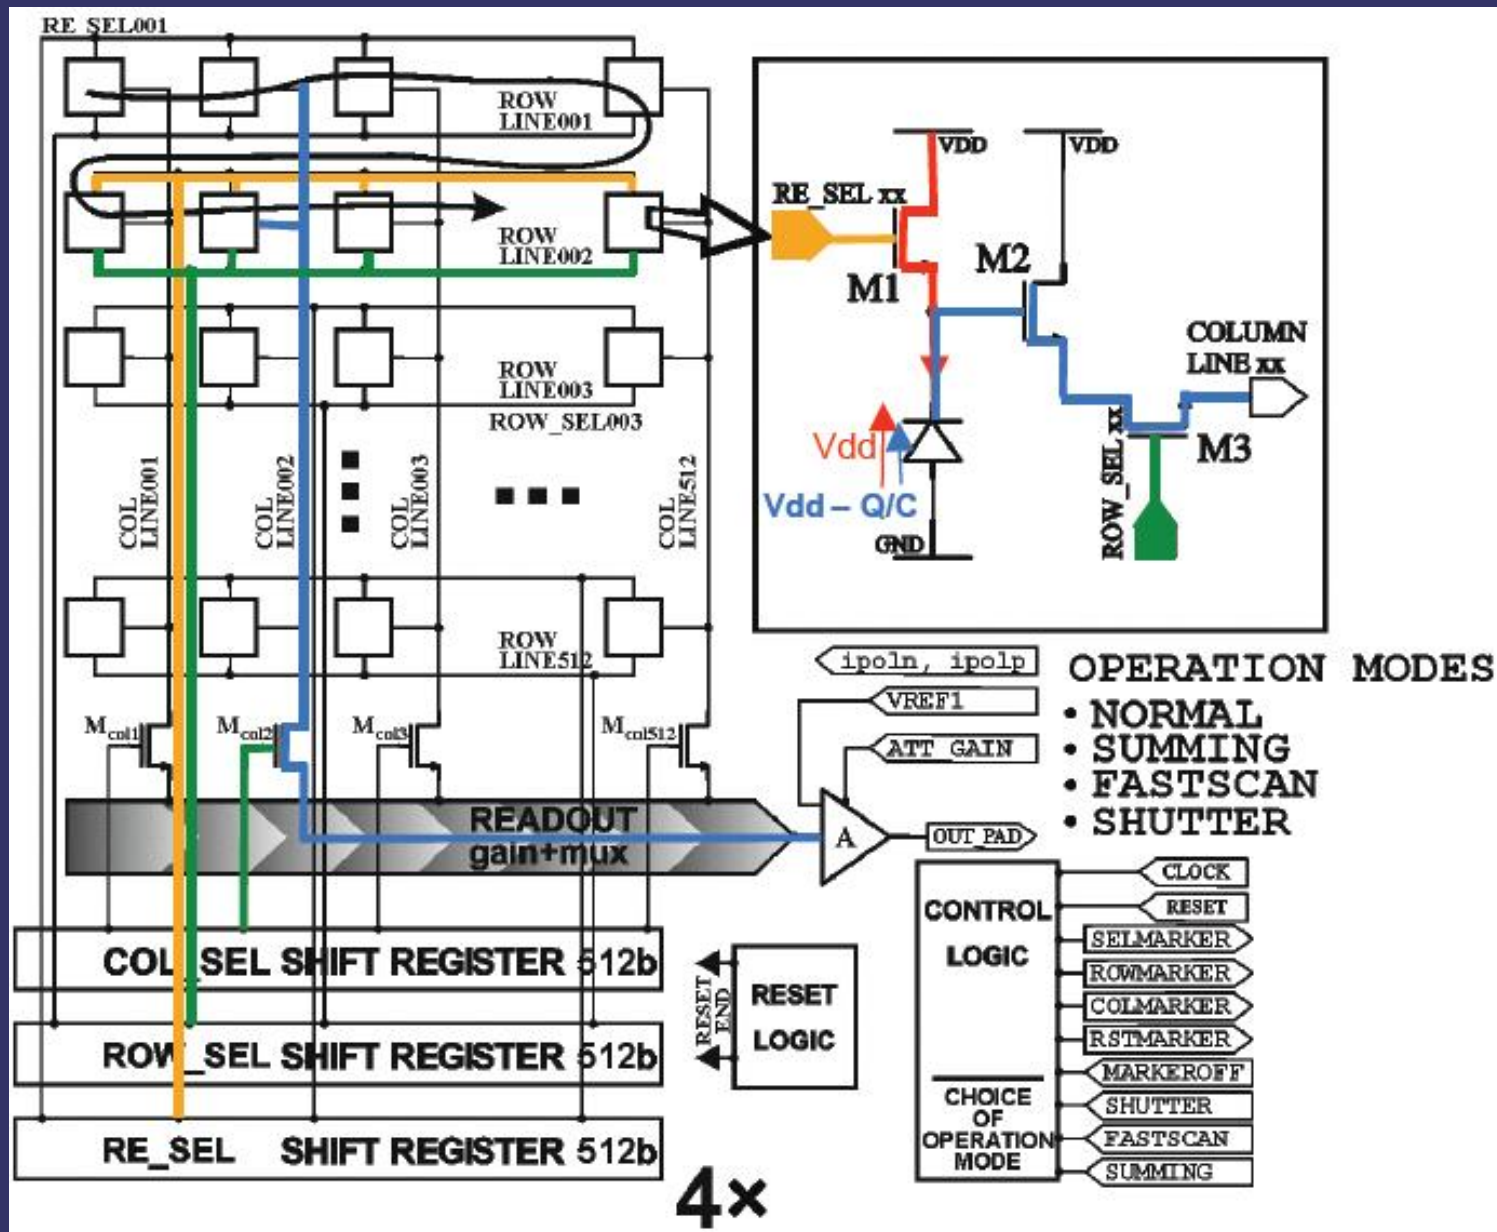 RE_SEL001
ROW
LINE001
ROW
LINE002
ROW
LINE003
ROW_SEL003
COL
LINE001
COL
LINE002
COL
LINE003
COL
LINE512
ROW
LINE512
Mcol1
Mcol2
Mcol3
Mcol512
READOUT
gain+mux
COL_SEL SHIFT REGISTER 512b
ROW_SEL SHIFT REGISTER 512b
RE_SEL SHIFT REGISTER 512b
4×
RESET
END
RESET
LOGIC
VDD
VDD
RE_SEL xx
M1
M2
COLUMN
LINE xx
ROW_SEL xx
M3
Vdd
Vdd – Q/C
GND
ipoln, ipolp
VREF1
ATT_GAIN
A
OUT_PAD
OPERATION MODES
• NORMAL
• SUMMING
• FASTSCAN
• SHUTTER
CONTROL
LOGIC
CHOICE
OF
OPERATION
MODE
CLOCK
RESET
SELMARKER
ROWMARKER
COLMARKER
RSTMARKER
MARKEROFF
SHUTTER
FASTSCAN
SUMMING